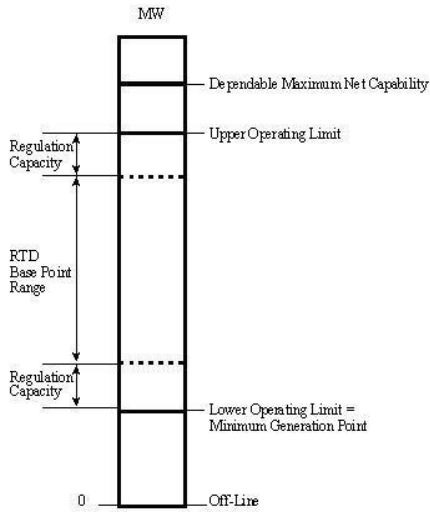 MW
Dependable Maximum Net Capability
Upper Operating Limit
Regulation
Capacity
RTD
Base Point
Range
Regulation
Capacity
Lower Operating Limit =
Minimum Generation Point
0
Off-Line